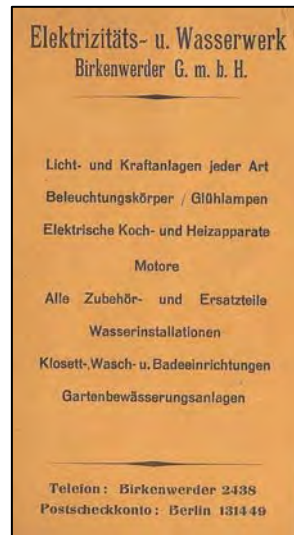 Elektrizitäts- u. Wasserwerk
Birkenwerder G. m. b. H.
Licht- und Kraftanlagen jeder Art
Beleuchtungskörper / Glühlampen
Elektrische Koch- und Heizapparate
Motore
Alle Zubehör- und Ersatzteile
Wasserinstallationen
Klosett-, Wasch- u. Badeeinrichtungen
Gartenbewässerungsanlagen
Telefon: Birkenwerder 2438
Postscheckkonto: Berlin 131449